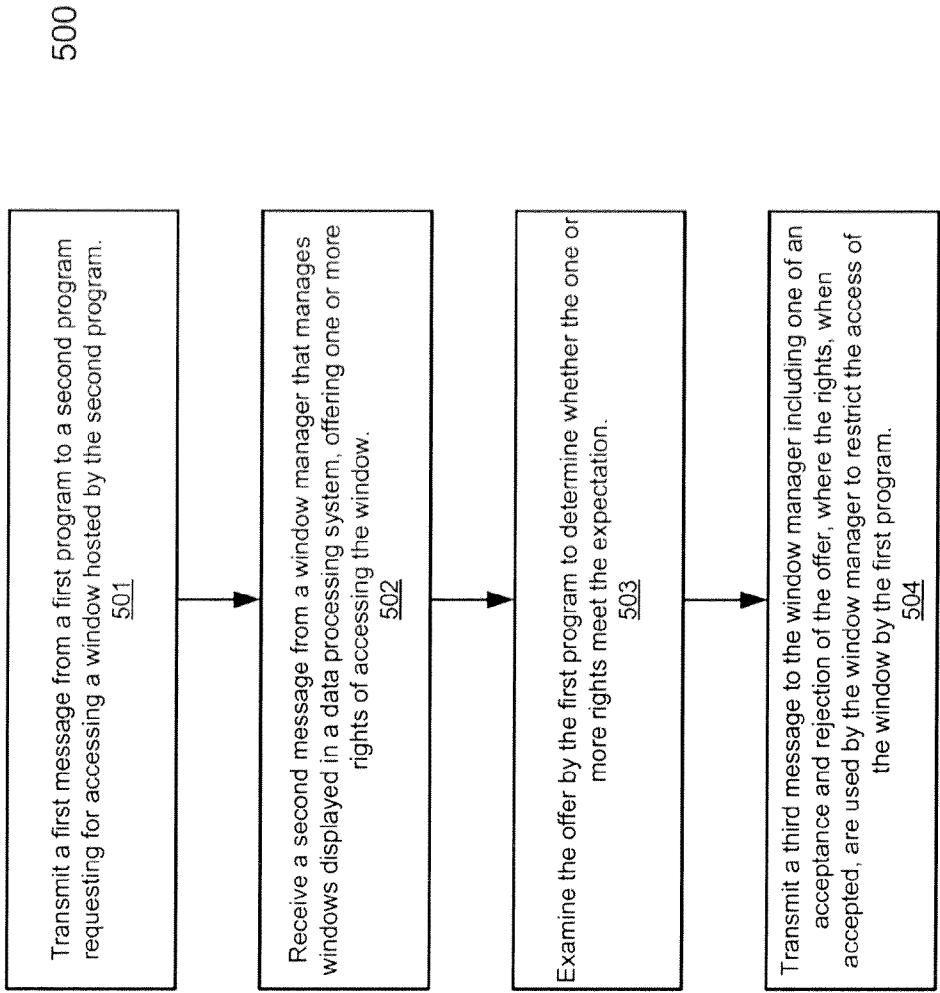 500
Transmit a first message from a first program to a second program
requesting for accessing a window hosted by the second program.
501
Receive a second message from a window manager that manages
windows displayed in a data processing system, offering one or more
rights of accessing the window.
502
Examine the offer by the first program to determine whether the one or
more rights meet the expectation.
503
Transmit a third message to the window manager including one of an
acceptance and rejection of the offer, where the rights, when
accepted, are used by the window manager to restrict the access of
the window by the first program.
504